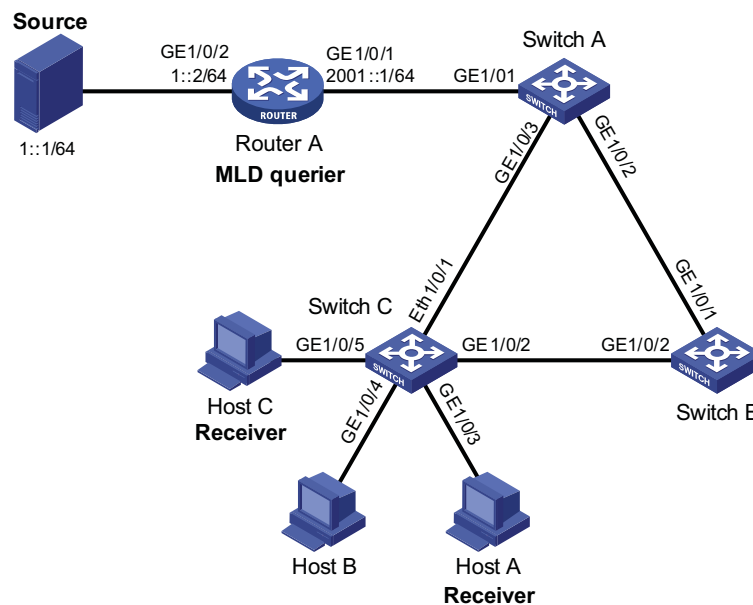 Source
GE1/0/2
1::2/64
GE1/0/1
2001::1/64
GE1/01
Switch A
ROUTER
SWITCH
1::1/64
Router A
MLD querier
GE1/0/3
GE1/0/2
Eth1/0/1
GE1/0/1
Switch C
GE1/0/5
GE1/0/2
GE1/0/2
SWITCH
SWITCH
Host C
Receiver
GE1/0/4
GE1/0/3
Switch B
Host B
Host A
Receiver